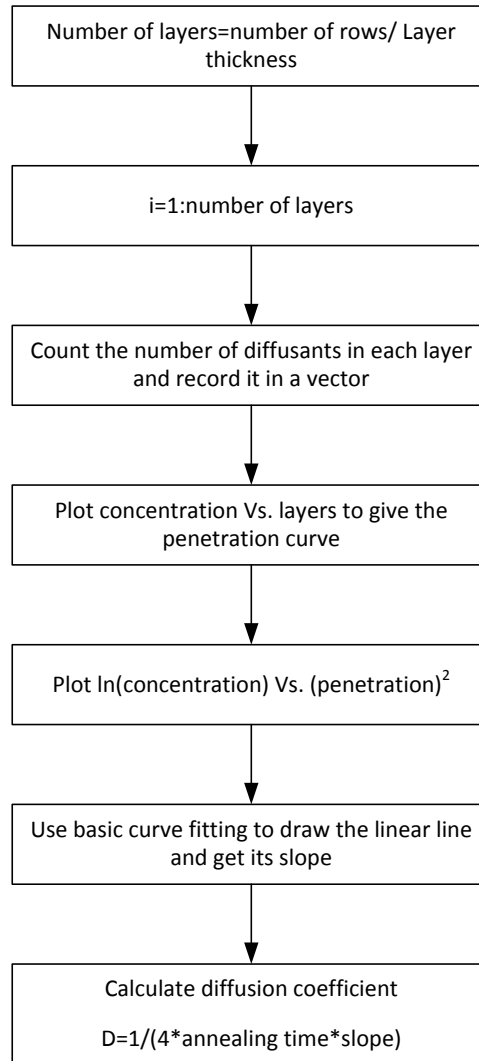 Number of layers=number of rows/ Layer
thickness
i=1:number of layers
Count the number of diffusants in each layer
and record it in a vector
Plot concentration Vs. layers to give the
penetration curve
Plot ln(concentration) Vs. (penetration)²
Use basic curve fitting to draw the linear line
and get its slope
Calculate diffusion coefficient
D=1/(4*annealing time*slope)